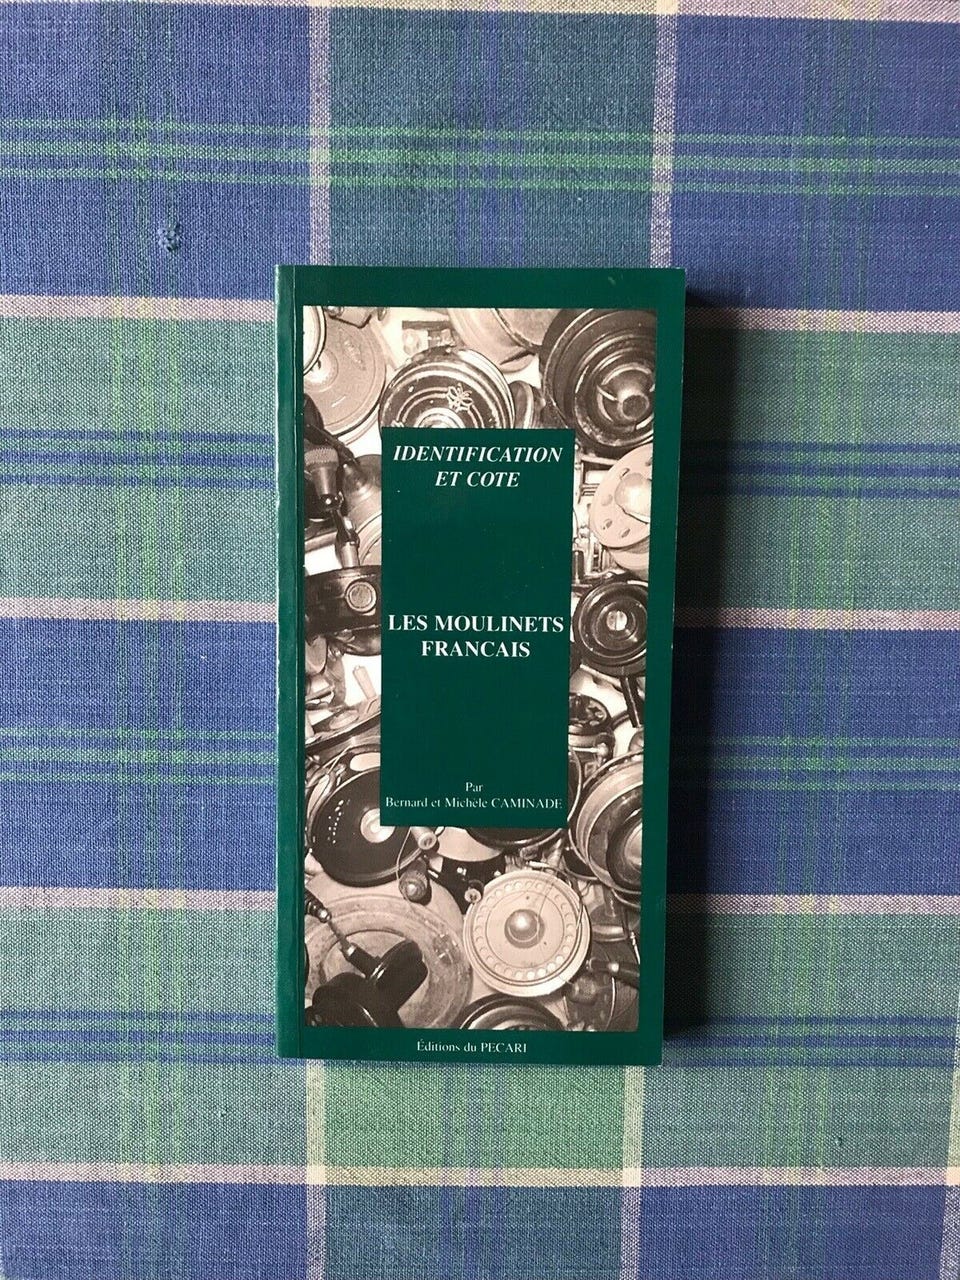 IDENTIFICATION
ET COTE
LES MOULINETS
FRANCAIS
Par
Bernard et Michèle CAMINADE
Éditions du PECARI